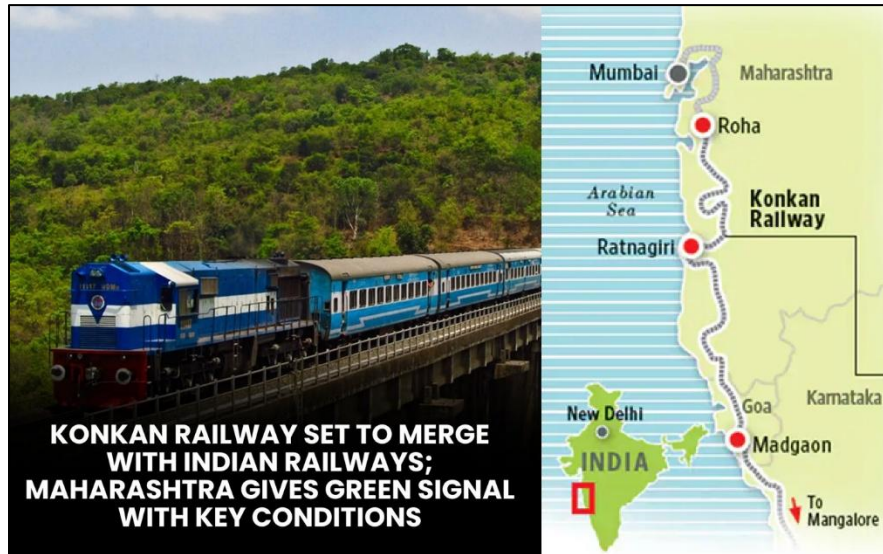 KONKAN RAILWAY SET TO MERGE
WITH INDIAN RAILWAYS;
MAHARASHTRA GIVES GREEN SIGNAL
WITH KEY CONDITIONS
Mumbai
Maharashtra
Roha
Arabian
Sea
Konkan
Railway
Ratnagiri
Karnataka
Goa
New Delhi
INDIA
Madgaon
To
Mangalore